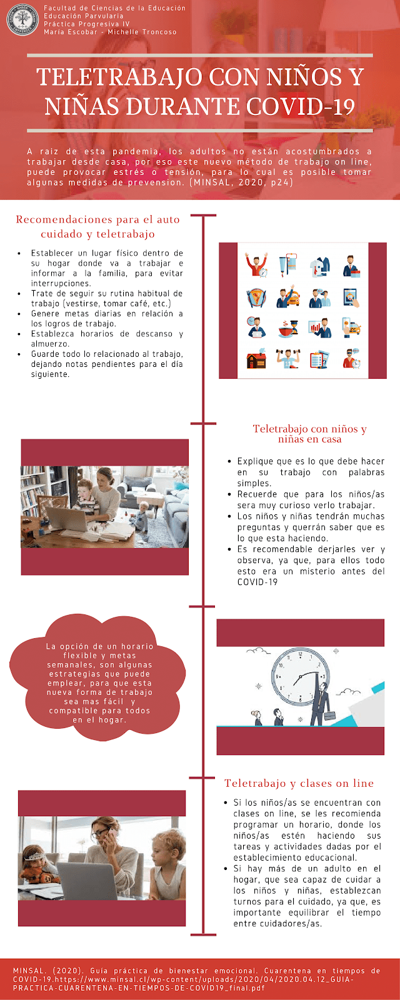 Facultad de Ciencias de la Educación
Educación Parvularia
Práctica Progresiva IV
María Escobar - Michelle Troncoso
TELETRABAJO CON NIÑOS Y
NIÑAS DURANTE COVID-19
A raiz de esta pandemia, los adultos no están acostumbrados a
trabajar desde casa, por eso este nuevo método de trabajo on line,
puede provocar estrés o tensión, para lo cual es posible tomar
algunas medidas de prevension. (MINSAL, 2020, p24)
Recomendaciones para el auto
cuidado y teletrabajo
• Establecer un lugar físico dentro de
su hogar donde va a trabajar e
informar a la familia, para evitar
interrupciones.
• Trate de seguir su rutina habitual de
trabajo (vestirse, tomar café, etc.)
• Genere metas diarias en relación a
los logros de trabajo.
• Establezca horarios de descanso y
almuerzo.
• Guarde todo lo relacionado al trabajo,
dejando notas pendientes para el día
siguiente.
Teletrabajo con niños y
niñas en casa
• Explique que es lo que debe hacer
en su trabajo con palabras
simples.
• Recuerde que para los niños/as
sera muy curioso verlo trabajar.
• Los niños y niñas tendrán muchas
preguntas y querrán saber que es
lo que esta haciendo.
• Es recomendable derjarles ver y
observa, ya que, para ellos todo
esto era un misterio antes del
COVID-19
La opción de un horario
flexible y metas
semanales, son algunas
estrategias que puede
emplear, para que esta
nueva forma de trabajo
sea mas fácil y
compatible para todos
en el hogar.
Teletrabajo y clases on line
• Si los niños/as se encuentran con
clases on line, se les recomienda
programar un horario, donde los
niños/as estén haciendo sus
tareas y actividades dadas por el
establecimiento educacional.
• Si hay más de un adulto en el
hogar, que sea capaz de cuidar a
los niños y niñas, establezcan
turnos para el cuidado, ya que, es
importante equilibrar el tiempo
entre cuidadores/as.
MINSAL. (2020). Guía práctica de bienestar emocional. Cuarentena en tiempos de
COVID-19.https://www.minsal.cl/wp-content/uploads/2020/04/2020.04.12_GUIA-
PRACTICA-CUARENTENA-EN-TIEMPOS-DE-COVID19_final.pdf